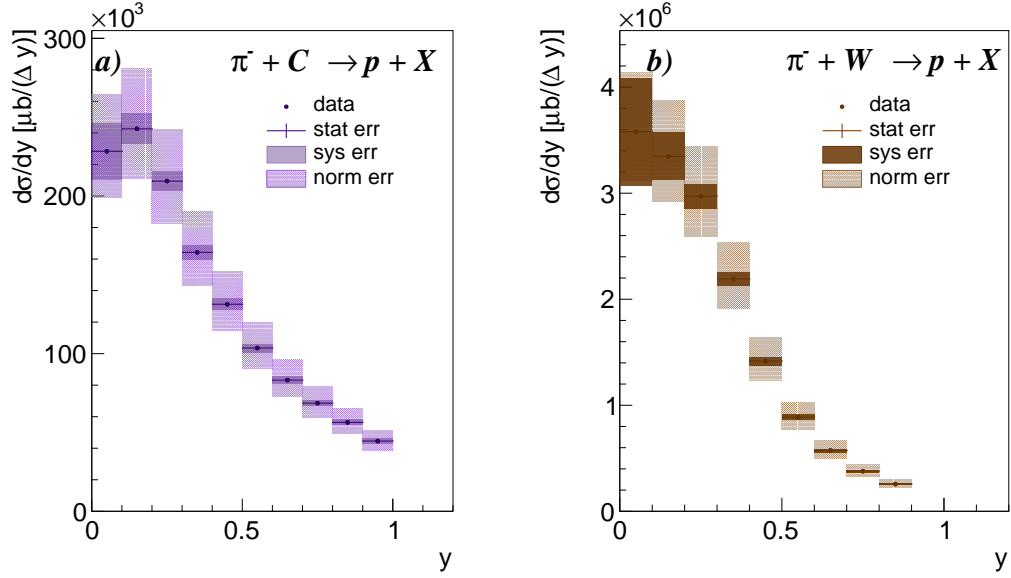 ×10³
dσ/dy [μb/(Δ y)]
300
200
100
0
a)
π⁻ + C → p + X
data
stat err
sys err
norm err
0 0.5 1
y
×10⁶
dσ/dy [μb/(Δ y)]
4
3
2
1
0
b)
π⁻ + W → p + X
data
stat err
sys err
norm err
0 0.5 1
y